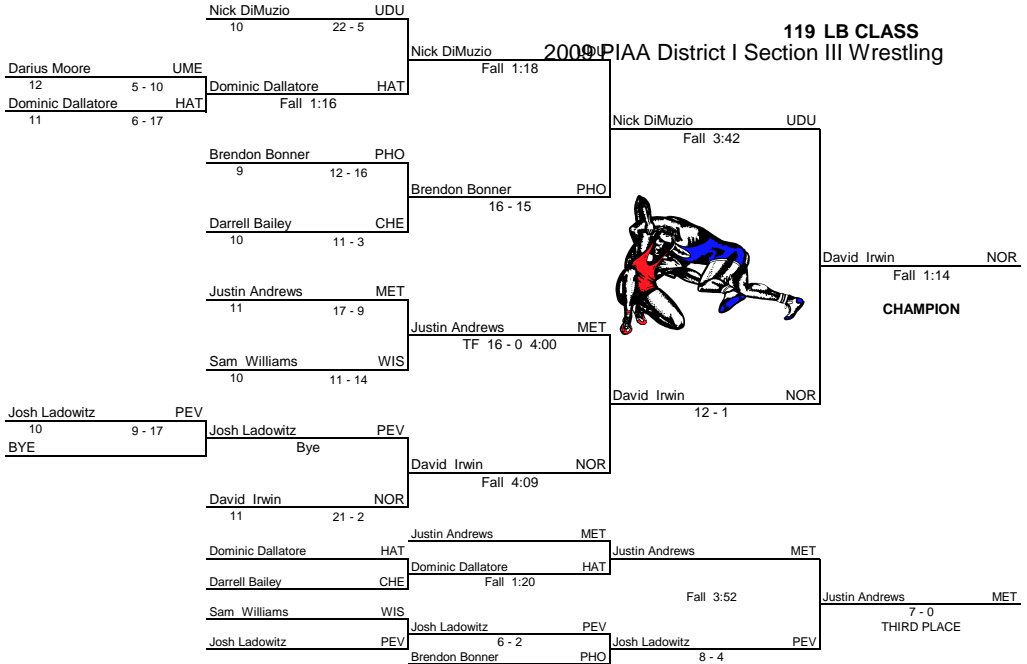 119 LB CLASS
2009 PIAA District I Section III Wrestling
Nick DiMuzio UDU
10 22 - 5
Darius Moore UME
12 5 - 10
Dominic Dallatore HAT
11 6 - 17
Dominic Dallatore HAT
Fall 1:16
Nick DiMuzio UDU
Fall 1:18
Brendon Bonner PHO
9 12 - 16
Darrell Bailey CHE
10 11 - 3
Brendon Bonner PHO
16 - 15
Nick DiMuzio UDU
Fall 3:42
Justin Andrews MET
11 17 - 9
Sam Williams WIS
10 11 - 14
Justin Andrews MET
TF 16 - 0 4:00
Josh Ladowitz PEV
10 9 - 17
BYE
Josh Ladowitz PEV
Bye
David Irwin NOR
11 21 - 2
David Irwin NOR
Fall 4:09
David Irwin NOR
12 - 1
David Irwin NOR
Fall 1:14
CHAMPION
Dominic Dallatore HAT
Darrell Bailey CHE
Sam Williams WIS
Josh Ladowitz PEV
Justin Andrews MET
Dominic Dallatore HAT
Fall 1:20
Josh Ladowitz PEV
6 - 2
Brendon Bonner PHO
Justin Andrews MET
Fall 3:52
Josh Ladowitz PEV
8 - 4
Justin Andrews MET
7 - 0
THIRD PLACE